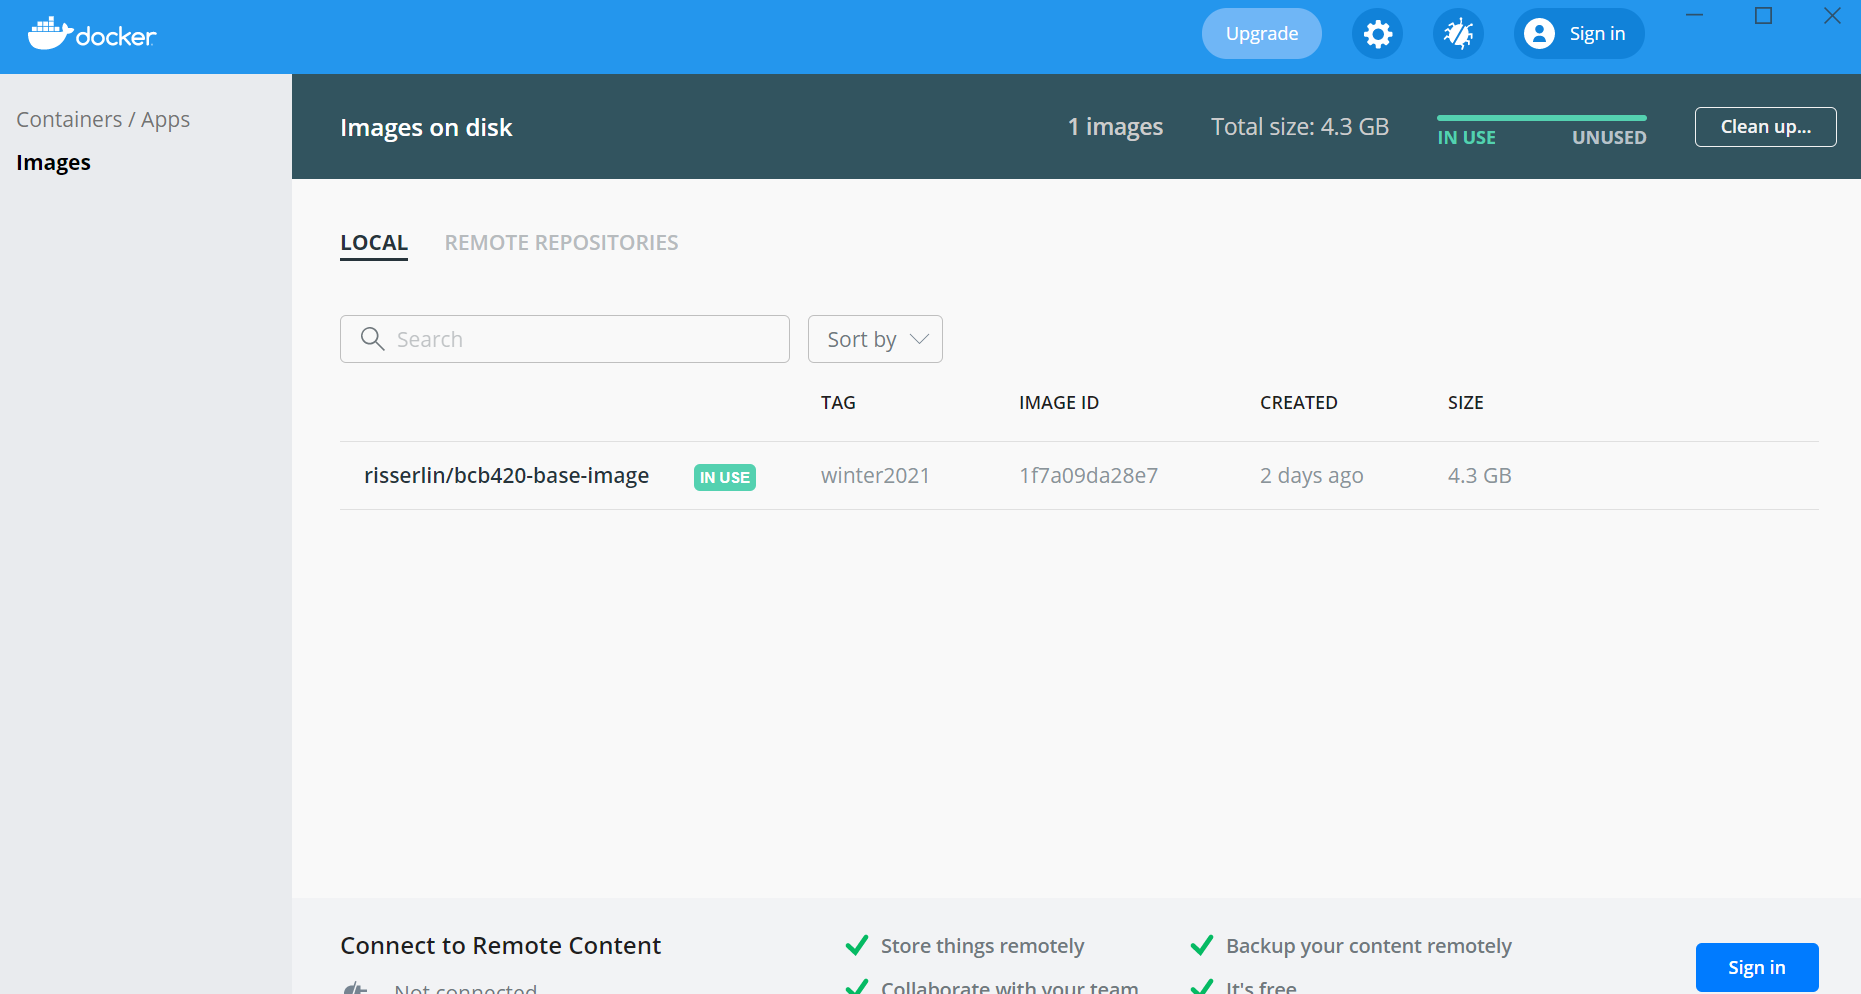 docker
Upgrade
Sign in
Containers / Apps
Images
Images on disk
1 images
Total size: 4.3 GB
IN USE
UNUSED
Clean up...
LOCAL
REMOTE REPOSITORIES
Search
Sort by
TAG IMAGE ID CREATED SIZE
risserlin/bcb420-base-image IN USE winter2021 1f7a09da28e7 2 days ago 4.3 GB
Connect to Remote Content
Not connected
Store things remotely
Backup your content remotely
Collaborate with your team
It's free
Sign in